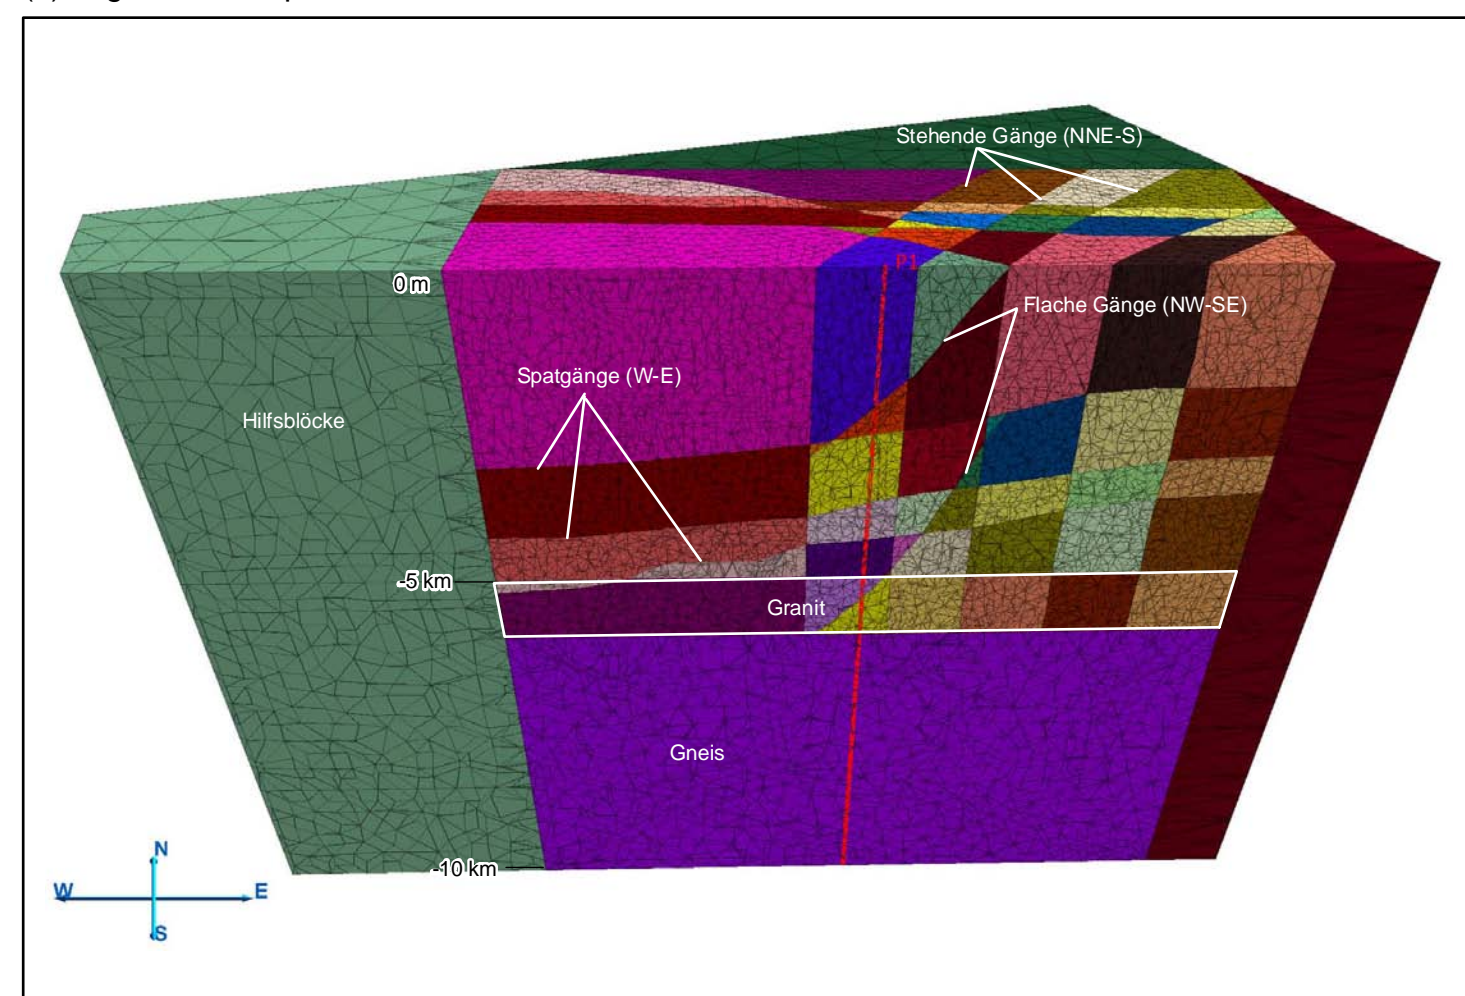 Stehende Gänge (NNE-S)
P1
0 m
Flache Gänge (NW-SE)
Spatgänge (W-E)
Hilfsblöcke
-5 km
Granit
Gneis
-10 km
N
W
E
S